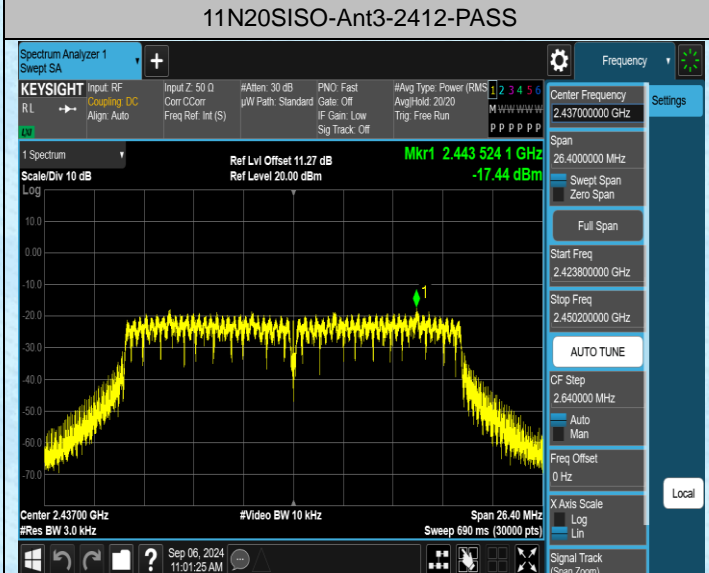 11N20SISO-Ant3-2412-PASS
Spectrum Analyzer 1
Swept SA
+
Frequency
KEYSIGHT
RL
Input: RF
Coupling: DC
Align: Auto
Input Z: 50 Ω
Corr CCorr
Freq Ref: Int (S)
#Atten: 30 dB
µW Path: Standard
PNO: Fast
Gate: Off
IF Gain: Low
Sig Track: Off
#Avg Type: Power (RMS
Avg|Hold: 20/20
Trig: Free Run
1 2 3 4 5 6
M W W W W W
P P P P P P
1 Spectrum
Scale/Div 10 dB
Ref Lvl Offset 11.27 dB
Ref Level 20.00 dBm
Mkr1 2.443 524 1 GHz
-17.44 dBm
Log
10.0
0.00
-10.0
-20.0
-30.0
-40.0
-50.0
-60.0
-70.0
1
Center 2.43700 GHz
#Res BW 3.0 kHz
#Video BW 10 kHz
Span 26.40 MHz
Sweep 690 ms (30000 pts)
Center Frequency
2.437000000 GHz
Settings
Span
26.4000000 MHz
Swept Span
Zero Span
Full Span
Start Freq
2.423800000 GHz
Stop Freq
2.450200000 GHz
AUTO TUNE
CF Step
2.640000 MHz
Auto
Man
Freq Offset
0 Hz
X Axis Scale
Log
Lin
Local
Signal Track
(Span Zoom)
?
Sep 06, 2024
11:01:25 AM